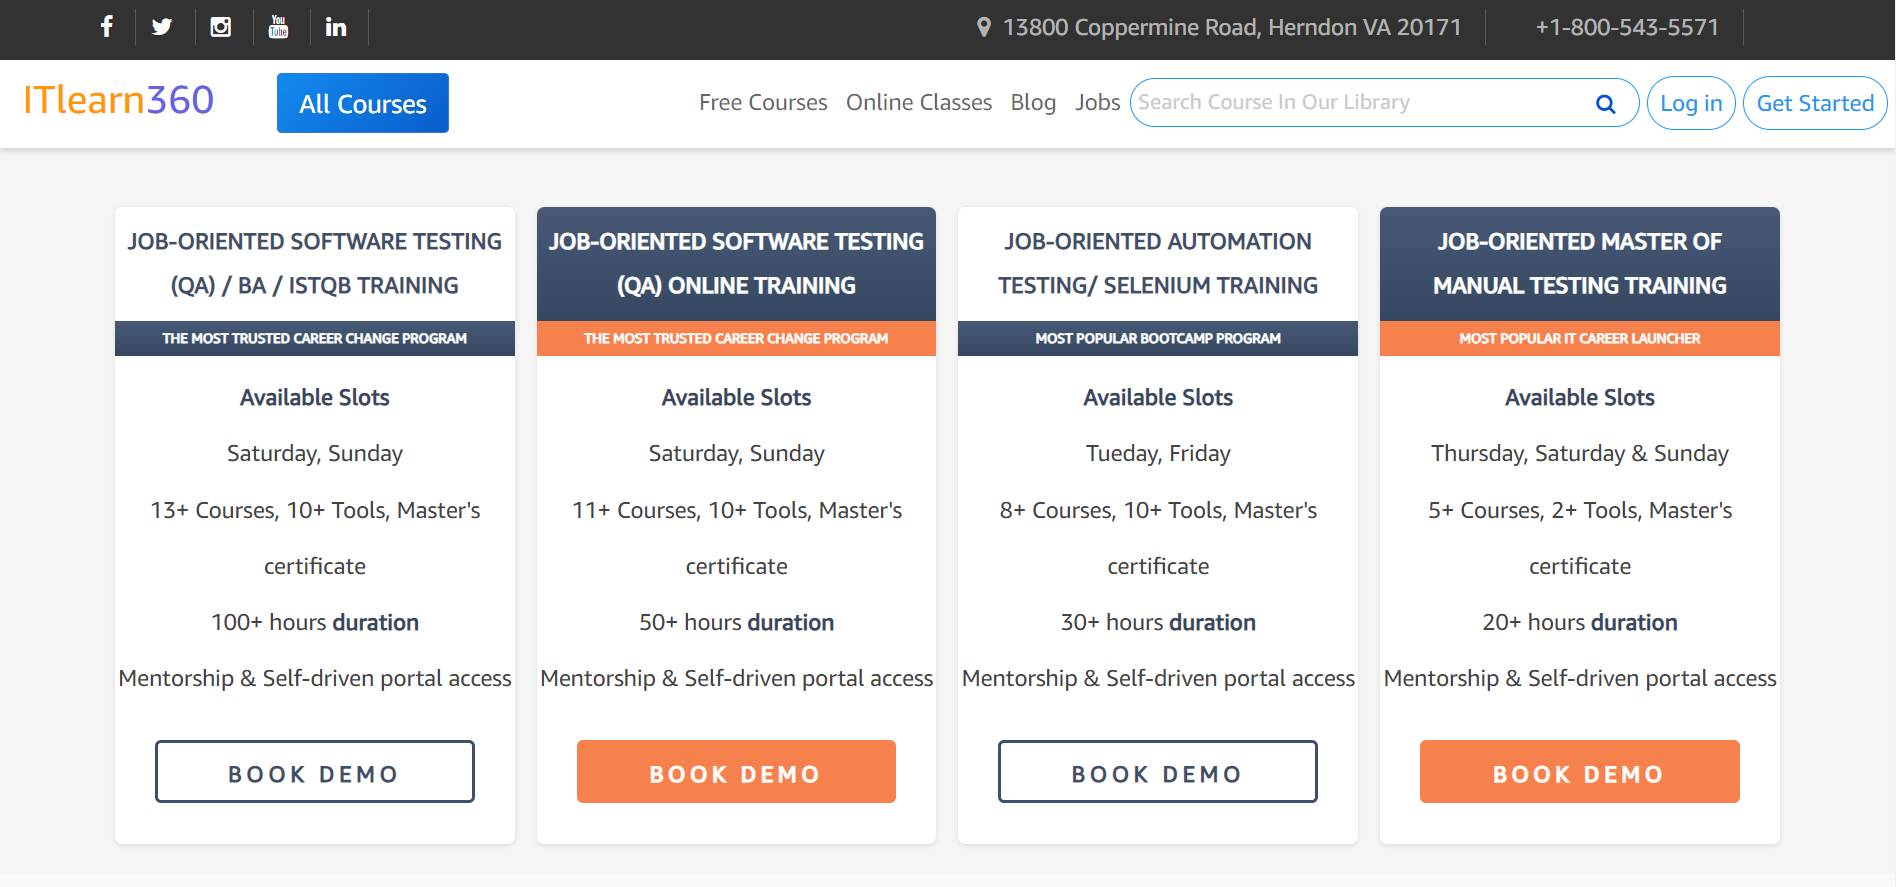 13800 Coppermine Road, Herndon VA 20171
+1-800-543-5571
ITlearn360
All Courses
Free Courses
Online Classes
Blog
Jobs
Search Course In Our Library
Log in
Get Started
JOB-ORIENTED SOFTWARE TESTING
(QA) / BA / ISTQB TRAINING
THE MOST TRUSTED CAREER CHANGE PROGRAM
Available Slots
Saturday, Sunday
13+ Courses, 10+ Tools, Master's
certificate
100+ hours duration
Mentorship & Self-driven portal access
BOOK DEMO
JOB-ORIENTED SOFTWARE TESTING
(QA) ONLINE TRAINING
THE MOST TRUSTED CAREER CHANGE PROGRAM
Available Slots
Saturday, Sunday
11+ Courses, 10+ Tools, Master's
certificate
50+ hours duration
Mentorship & Self-driven portal access
BOOK DEMO
JOB-ORIENTED AUTOMATION
TESTING/ SELENIUM TRAINING
MOST POPULAR BOOTCAMP PROGRAM
Available Slots
Tueday, Friday
8+ Courses, 10+ Tools, Master's
certificate
30+ hours duration
Mentorship & Self-driven portal access
BOOK DEMO
JOB-ORIENTED MASTER OF
MANUAL TESTING TRAINING
MOST POPULAR IT CAREER LAUNCHER
Available Slots
Thursday, Saturday & Sunday
5+ Courses, 2+ Tools, Master's
certificate
20+ hours duration
Mentorship & Self-driven portal access
BOOK DEMO